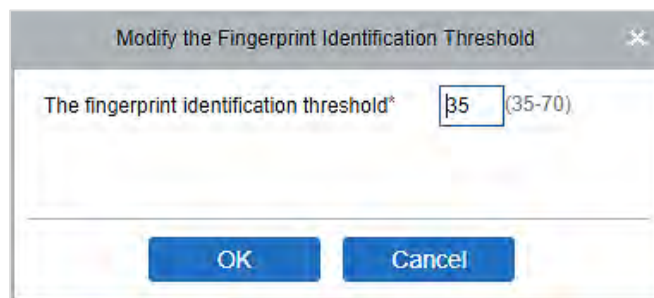 Modify the Fingerprint Identification Threshold
The fingerprint identification threshold* 35 (35-70)
OK Cancel